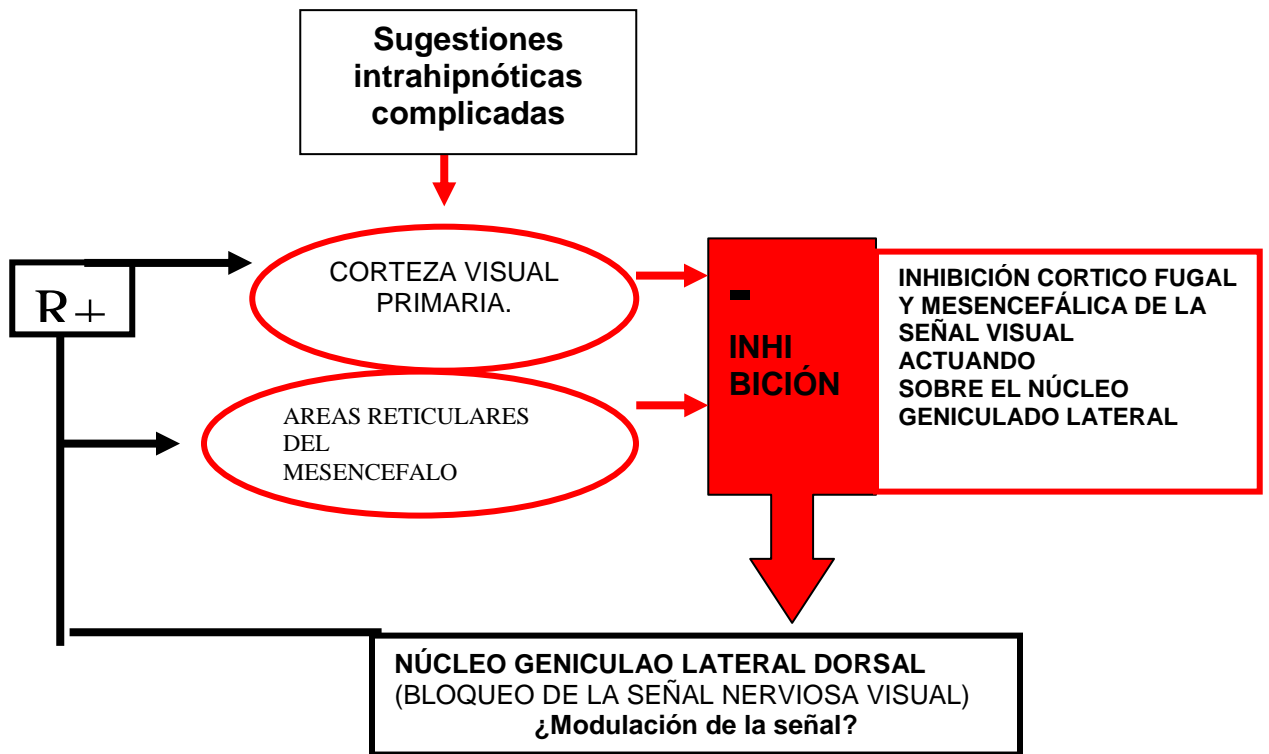 Sugestiones
intrahipnóticas
complicadas
R+
CORTEZA VISUAL
PRIMARIA.
AREAS RETICULARES
DEL
MESENCEFALO
-
INHI
BICIÓN
INHIBICIÓN CORTICO FUGAL
Y MESENCEFÁLICA DE LA
SEÑAL VISUAL
ACTUANDO
SOBRE EL NÚCLEO
GENICULADO LATERAL
NÚCLEO GENICULAO LATERAL DORSAL
(BLOQUEO DE LA SEÑAL NERVIOSA VISUAL)
¿Modulación de la señal?